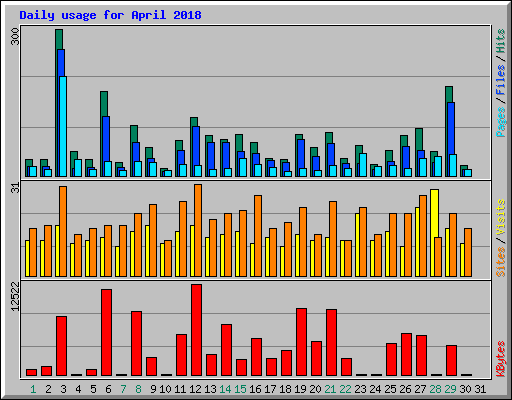 Daily usage for April 2018
300
Pages / Files / Hits
31
Sites / Visits
12522
KBytes
1 2 3 4 5 6 7 8 9 10 11 12 13 14 15 16 17 18 19 20 21 22 23 24 25 26 27 28 29 30 31